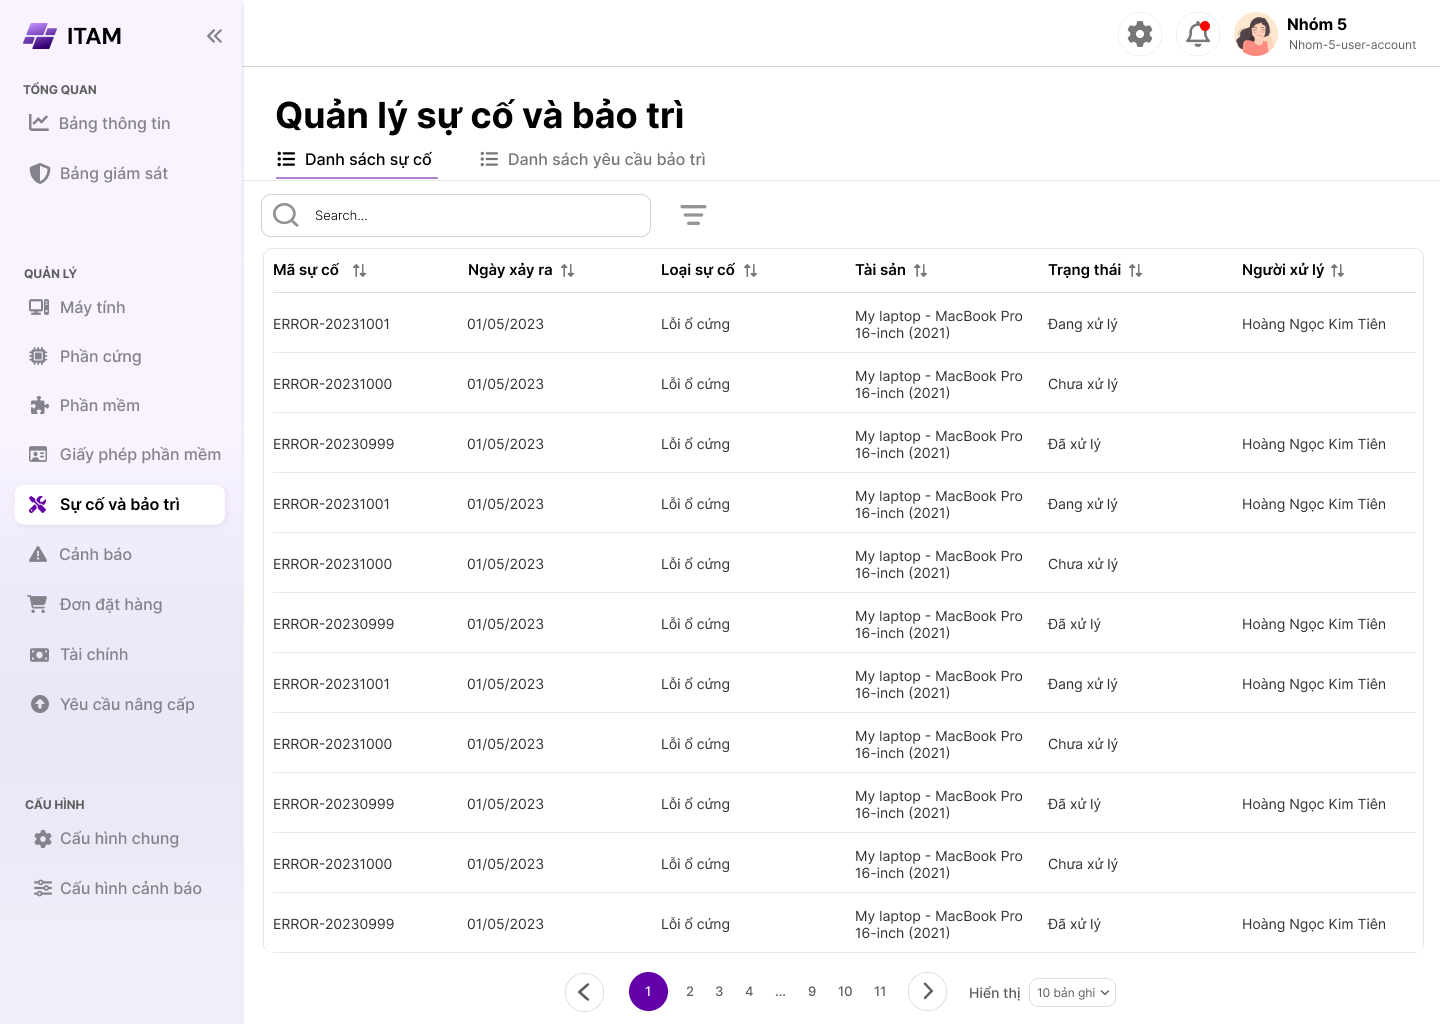 ITAM
TỔNG QUAN
Bảng thông tin
Bảng giám sát
QUẢN LÝ
Máy tính
Phần cứng
Phần mềm
Giấy phép phần mềm
Sự cố và bảo trì
Cảnh báo
Đơn đặt hàng
Tài chính
Yêu cầu nâng cấp
CẤU HÌNH
Cấu hình chung
Cấu hình cảnh báo
Nhóm 5
Nhom-5-user-account
Quản lý sự cố và bảo trì
Danh sách sự cố Danh sách yêu cầu bảo trì
Search...
Mã sự cố Ngày xảy ra Loại sự cố Tài sản Trạng thái Người xử lý
ERROR-20231001 01/05/2023 Lỗi ổ cứng My laptop - MacBook Pro Đang xử lý Hoàng Ngọc Kim Tiên
16-inch (2021)
ERROR-20231000 01/05/2023 Lỗi ổ cứng My laptop - MacBook Pro Chưa xử lý
16-inch (2021)
ERROR-20230999 01/05/2023 Lỗi ổ cứng My laptop - MacBook Pro Đã xử lý Hoàng Ngọc Kim Tiên
16-inch (2021)
ERROR-20231001 01/05/2023 Lỗi ổ cứng My laptop - MacBook Pro Đang xử lý Hoàng Ngọc Kim Tiên
16-inch (2021)
ERROR-20231000 01/05/2023 Lỗi ổ cứng My laptop - MacBook Pro Chưa xử lý
16-inch (2021)
ERROR-20230999 01/05/2023 Lỗi ổ cứng My laptop - MacBook Pro Đã xử lý Hoàng Ngọc Kim Tiên
16-inch (2021)
ERROR-20231001 01/05/2023 Lỗi ổ cứng My laptop - MacBook Pro Đang xử lý Hoàng Ngọc Kim Tiên
16-inch (2021)
ERROR-20231000 01/05/2023 Lỗi ổ cứng My laptop - MacBook Pro Chưa xử lý
16-inch (2021)
ERROR-20230999 01/05/2023 Lỗi ổ cứng My laptop - MacBook Pro Đã xử lý Hoàng Ngọc Kim Tiên
16-inch (2021)
ERROR-20231000 01/05/2023 Lỗi ổ cứng My laptop - MacBook Pro Chưa xử lý
16-inch (2021)
ERROR-20230999 01/05/2023 Lỗi ổ cứng My laptop - MacBook Pro Đã xử lý Hoàng Ngọc Kim Tiên
16-inch (2021)
1 2 3 4 ... 9 10 11 Hiển thị 10 bản ghi